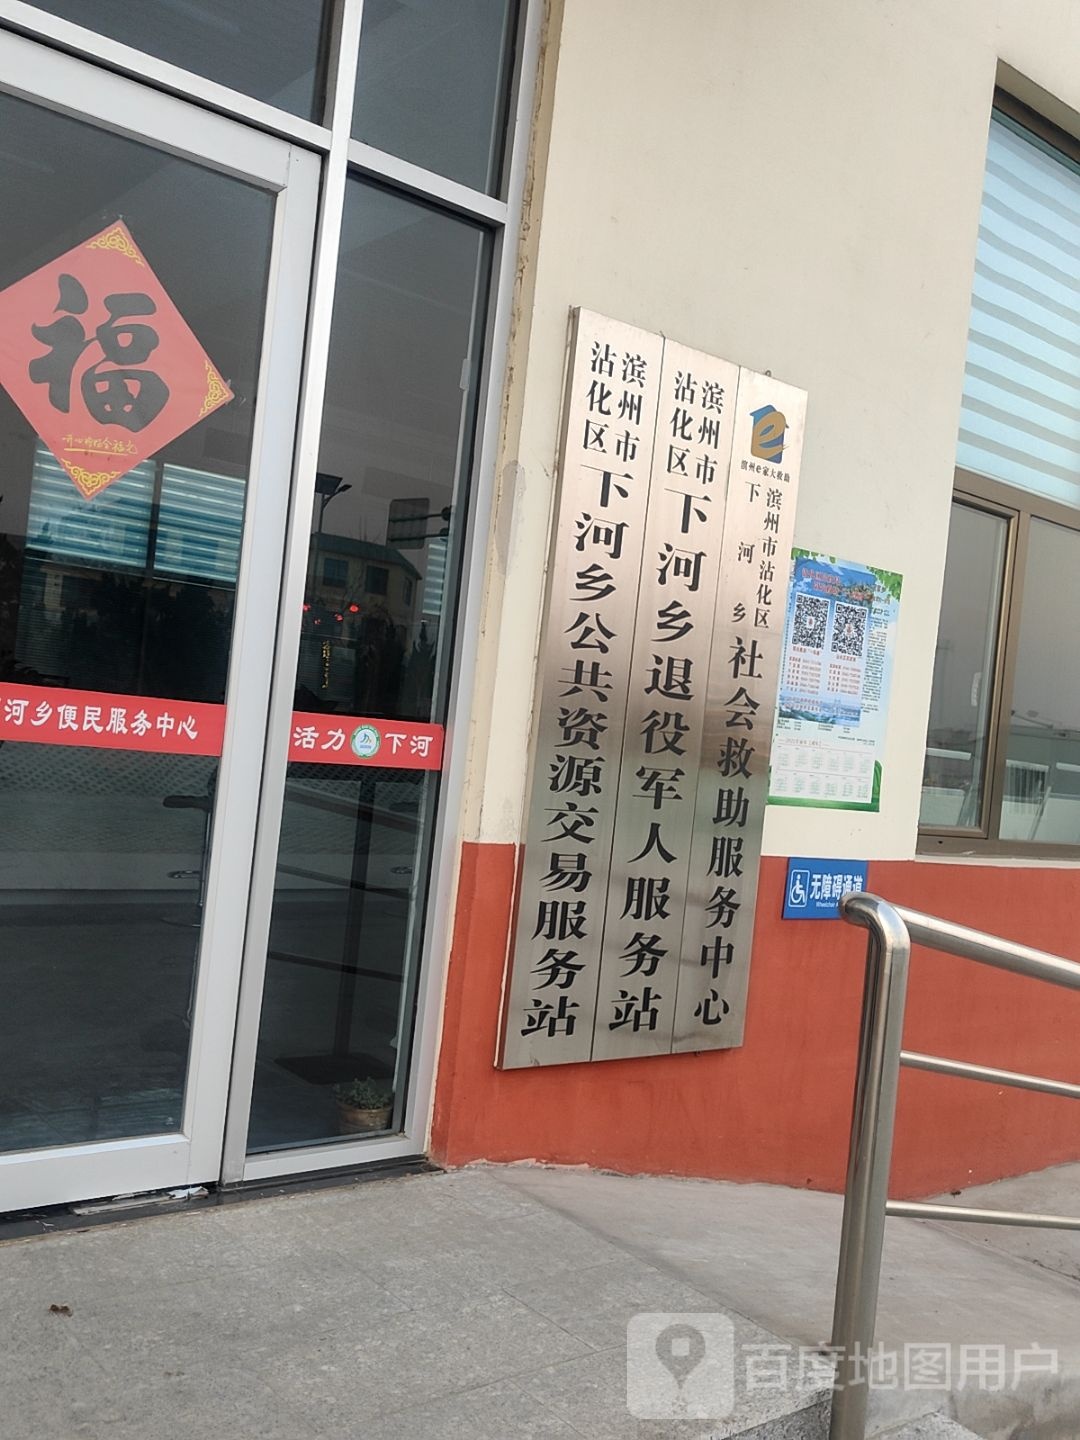 福
河乡便民服务中心
活力 下河
滨州市
沾化区
下河乡公共资源交易服务站
滨州市
沾化区
下河乡退役军人服务站
e
滨州e家大救助
滨州市沾化区
下河乡
社会救助服务中心
无障碍通道
百度地图用户